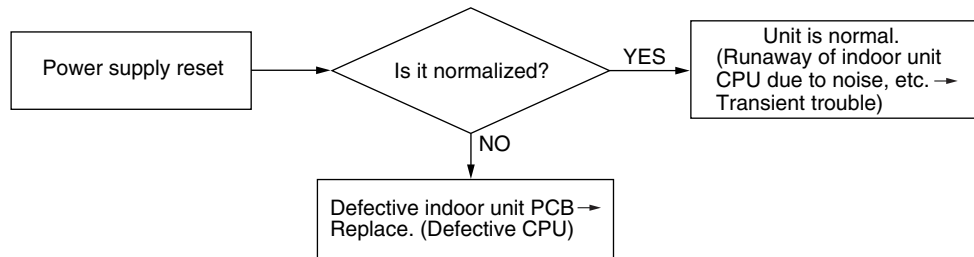 Power supply reset
Is it normalized?
YES
Unit is normal.
(Runaway of indoor unit
CPU due to noise, etc. →
Transient trouble)
NO
Defective indoor unit PCB →
Replace. (Defective CPU)